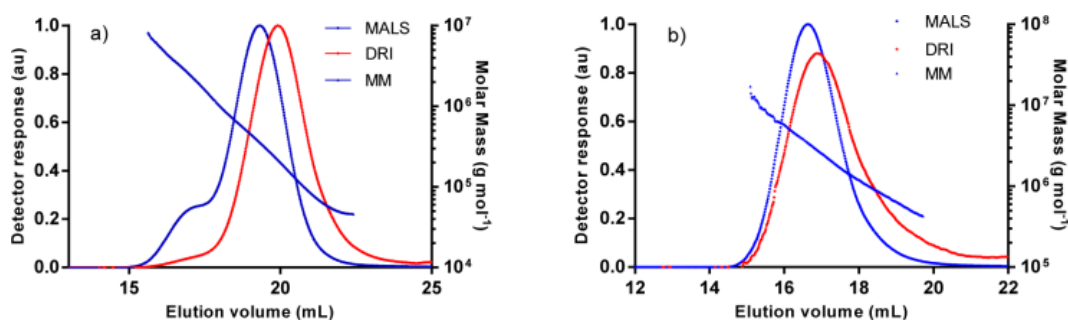 a)
MALS
DRI
MM
Detector response (au)
1.0
0.8
0.6
0.4
0.2
0.0
15
20
25
Elution volume (mL)
10⁷
10⁶
10⁵
10⁴
Molar Mass (g mol⁻¹)
b)
MALS
DRI
MM
Detector response (au)
1.0
0.8
0.6
0.4
0.2
0.0
12
14
16
18
20
22
Elution volume (mL)
10⁸
10⁷
10⁶
10⁵
Molar Mass (g mol⁻¹)